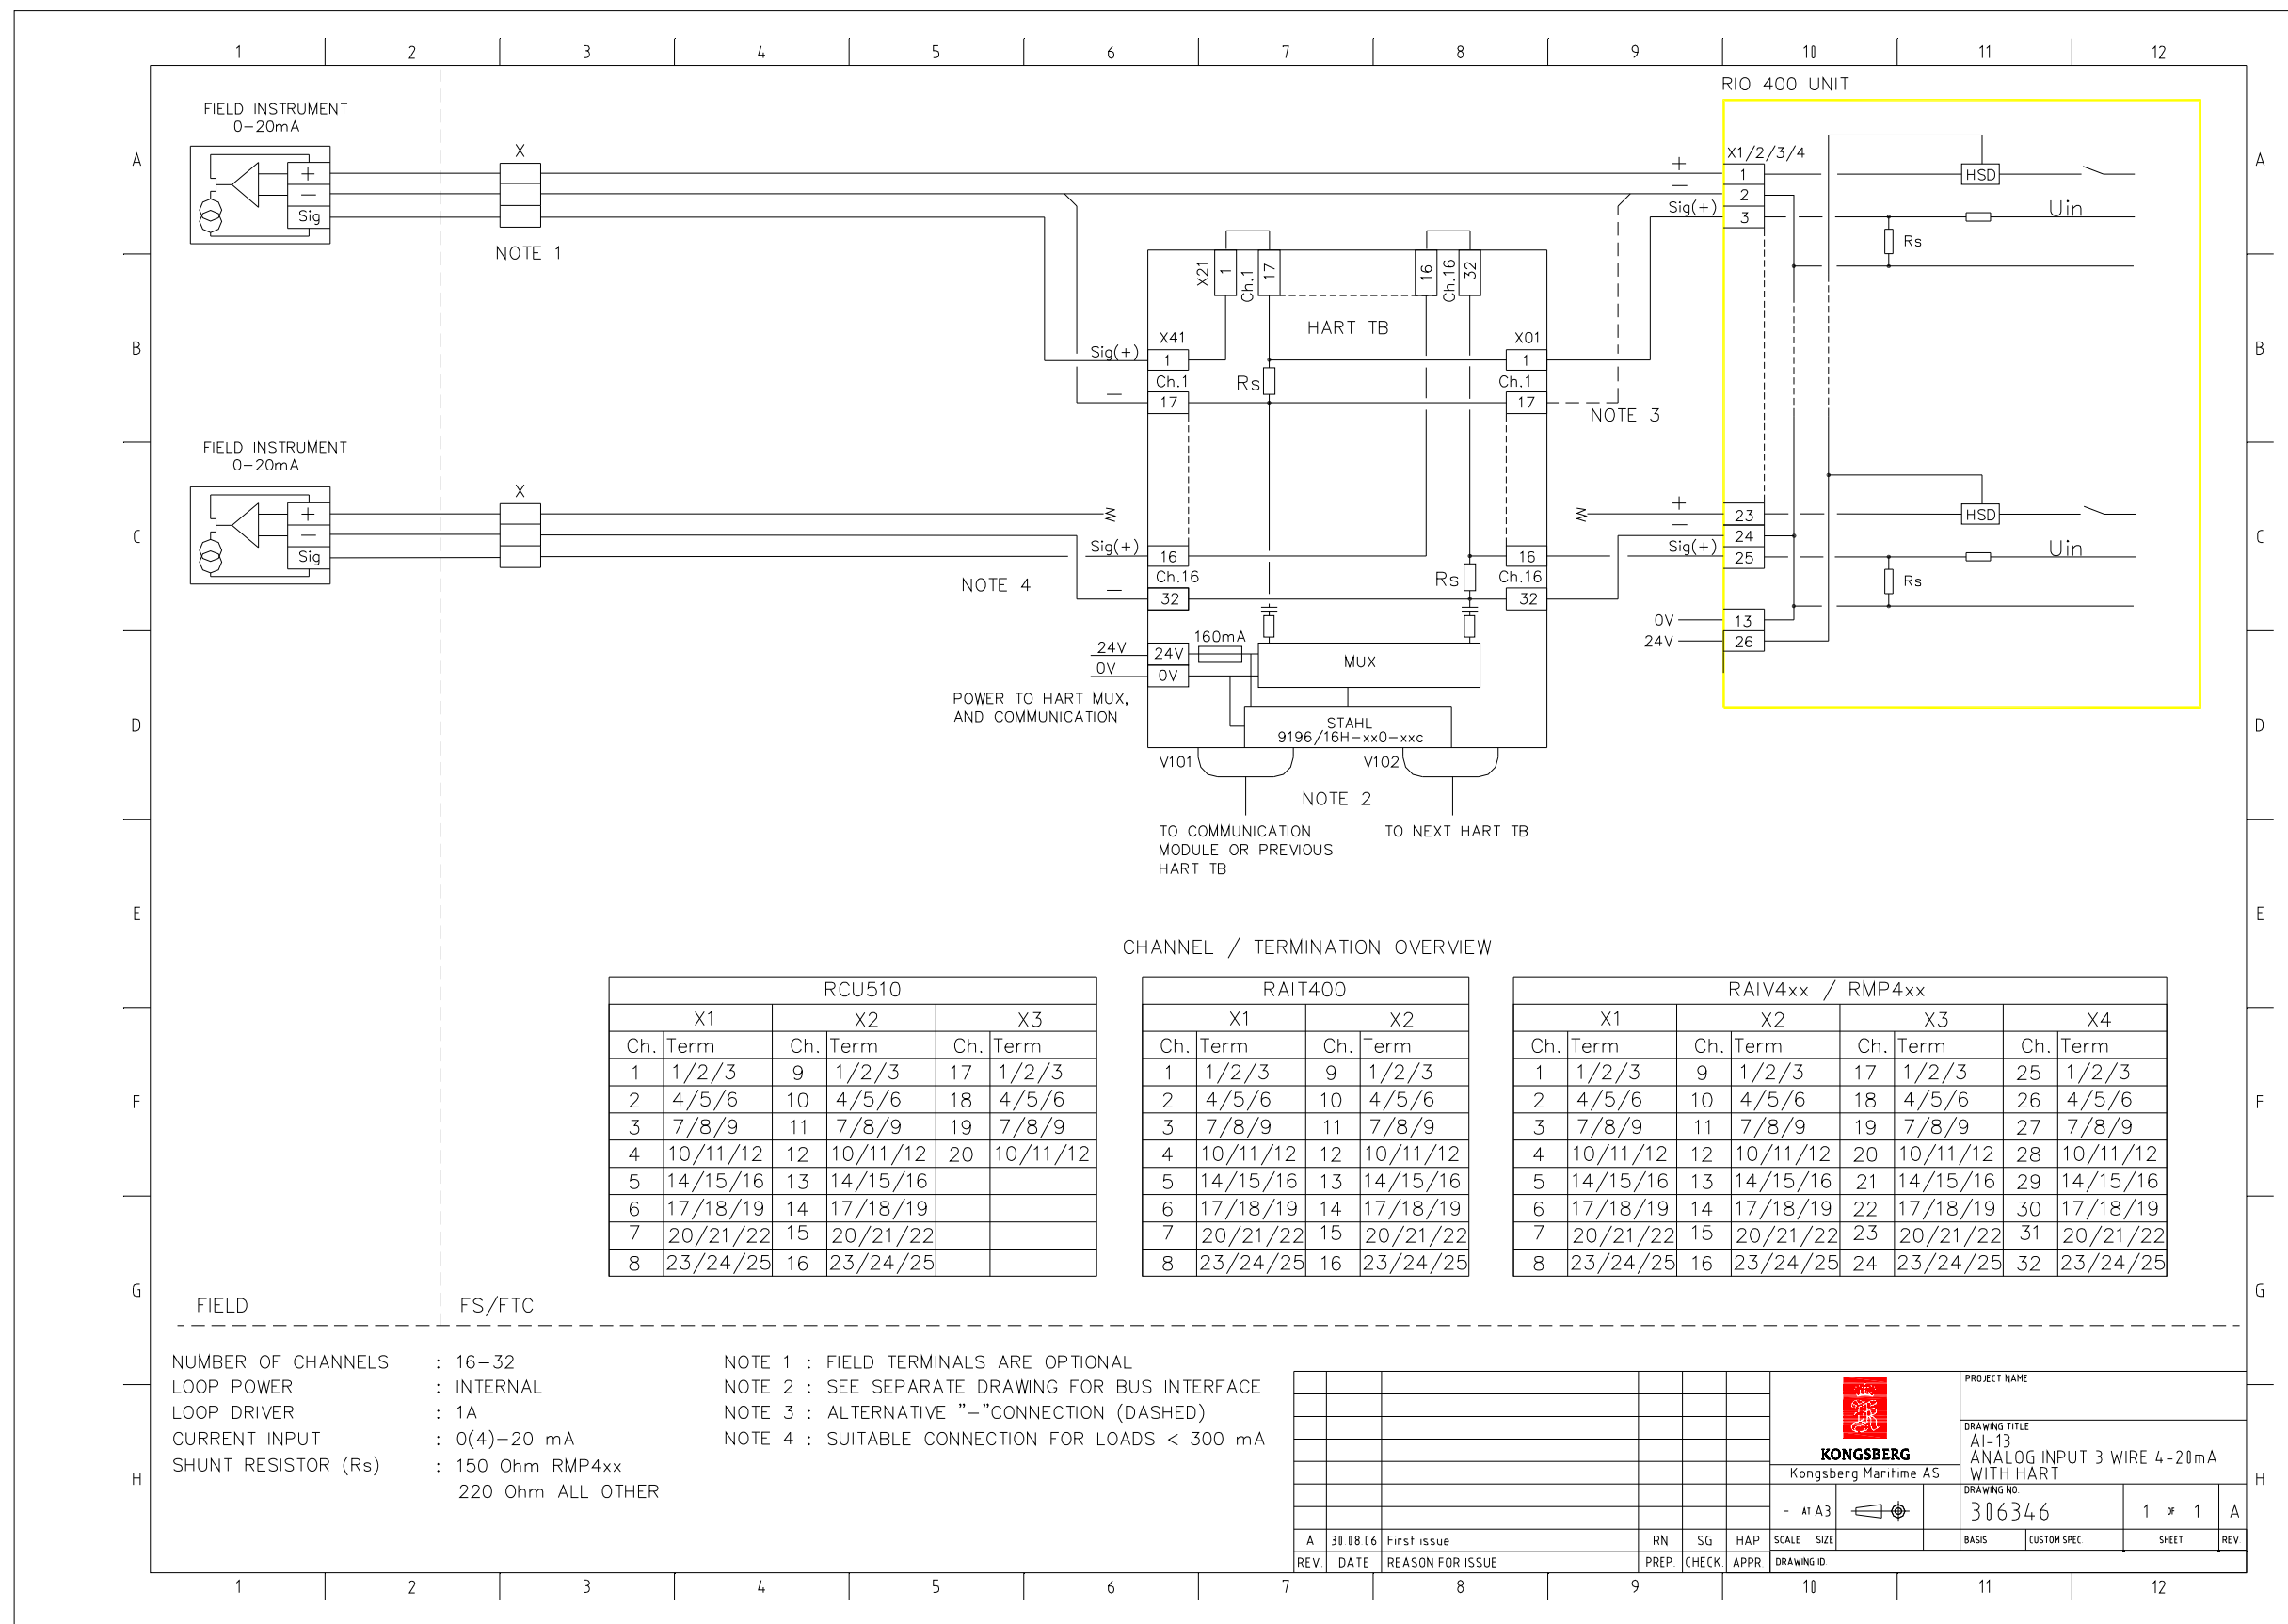 1 2 3 4 5 6 7 8 9 10 11 12
A
B
C
D
E
F
G
H
FIELD INSTRUMENT
0-20mA
+
-
Sig
X
NOTE 1
FIELD INSTRUMENT
0-20mA
+
-
Sig
X
NOTE 4
HART TB
X21
1
Ch.1
17
16
Ch.16
32
X41
Sig(+)
1
Ch.1
-
17
Rs
X01
1
Ch.1
17
NOTE 3
Sig(+)
16
Ch.16
-
32
Rs
16
Ch.16
32
24V
0V
24V
0V
160mA
MUX
POWER TO HART MUX,
AND COMMUNICATION
STAHL
9196/16H-xx0-xxc
V101
V102
NOTE 2
TO COMMUNICATION
MODULE OR PREVIOUS
HART TB
TO NEXT HART TB
RIO 400 UNIT
X1/2/3/4
+
1
-
2
Sig(+)
3
HSD
Uin
Rs
+
23
-
24
Sig(+)
25
HSD
Uin
Rs
0V
13
24V
26
A
B
C
D
E
F
G
H
CHANNEL / TERMINATION OVERVIEW
RCU510
X1 X2 X3
Ch. Term Ch. Term Ch. Term
1 1/2/3 9 1/2/3 17 1/2/3
2 4/5/6 10 4/5/6 18 4/5/6
3 7/8/9 11 7/8/9 19 7/8/9
4 10/11/12 12 10/11/12 20 10/11/12
5 14/15/16 13 14/15/16
6 17/18/19 14 17/18/19
7 20/21/22 15 20/21/22
8 23/24/25 16 23/24/25
RAIT400
X1 X2
Ch. Term Ch. Term
1 1/2/3 9 1/2/3
2 4/5/6 10 4/5/6
3 7/8/9 11 7/8/9
4 10/11/12 12 10/11/12
5 14/15/16 13 14/15/16
6 17/18/19 14 17/18/19
7 20/21/22 15 20/21/22
8 23/24/25 16 23/24/25
RAIV4xx / RMP4xx
X1 X2 X3 X4
Ch. Term Ch. Term Ch. Term Ch. Term
1 1/2/3 9 1/2/3 17 1/2/3 25 1/2/3
2 4/5/6 10 4/5/6 18 4/5/6 26 4/5/6
3 7/8/9 11 7/8/9 19 7/8/9 27 7/8/9
4 10/11/12 12 10/11/12 20 10/11/12 28 10/11/12
5 14/15/16 13 14/15/16 21 14/15/16 29 14/15/16
6 17/18/19 14 17/18/19 22 17/18/19 30 17/18/19
7 20/21/22 15 20/21/22 23 20/21/22 31 20/21/22
8 23/24/25 16 23/24/25 24 23/24/25 32 23/24/25
FIELD
FS/FTC
NUMBER OF CHANNELS : 16-32
LOOP POWER : INTERNAL
LOOP DRIVER : 1A
CURRENT INPUT : 0(4)-20 mA
SHUNT RESISTOR (Rs) : 150 Ohm RMP4xx
220 Ohm ALL OTHER
NOTE 1 : FIELD TERMINALS ARE OPTIONAL
NOTE 2 : SEE SEPARATE DRAWING FOR BUS INTERFACE
NOTE 3 : ALTERNATIVE "-"CONNECTION (DASHED)
NOTE 4 : SUITABLE CONNECTION FOR LOADS < 300 mA
A 30.08.06 First issue RN SG HAP
REV. DATE REASON FOR ISSUE PREP. CHECK. APPR
KONGSBERG
Kongsberg Maritime AS
- AT A3
SCALE SIZE
DRAWING ID.
PROJECT NAME
DRAWING TITLE
AI-13
ANALOG INPUT 3 WIRE 4-20mA
WITH HART
DRAWING NO.
306346 1 OF 1 A
BASIS CUSTOM SPEC. SHEET REV.
1 2 3 4 5 6 7 8 9 10 11 12